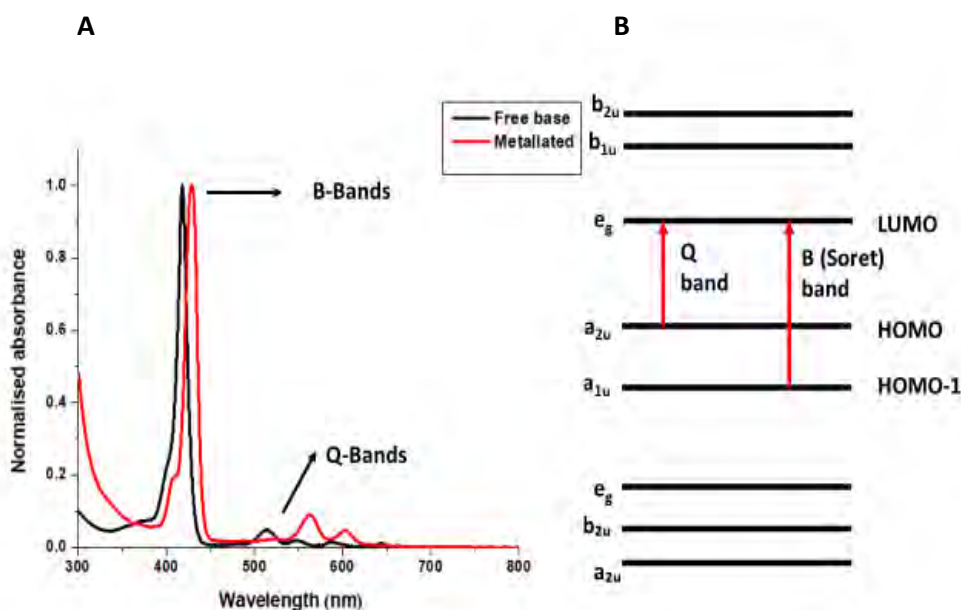 A
B
Free base
Metallated
B-Bands
Q-Bands
Normalised absorbance
1.0
0.8
0.6
0.4
0.2
0.0
300 400 500 600 700 800
Wavelength (nm)
b2u
b1u
eg LUMO
Q
band
B (Soret)
band
a2u HOMO
a1u HOMO-1
eg
b2u
a2u